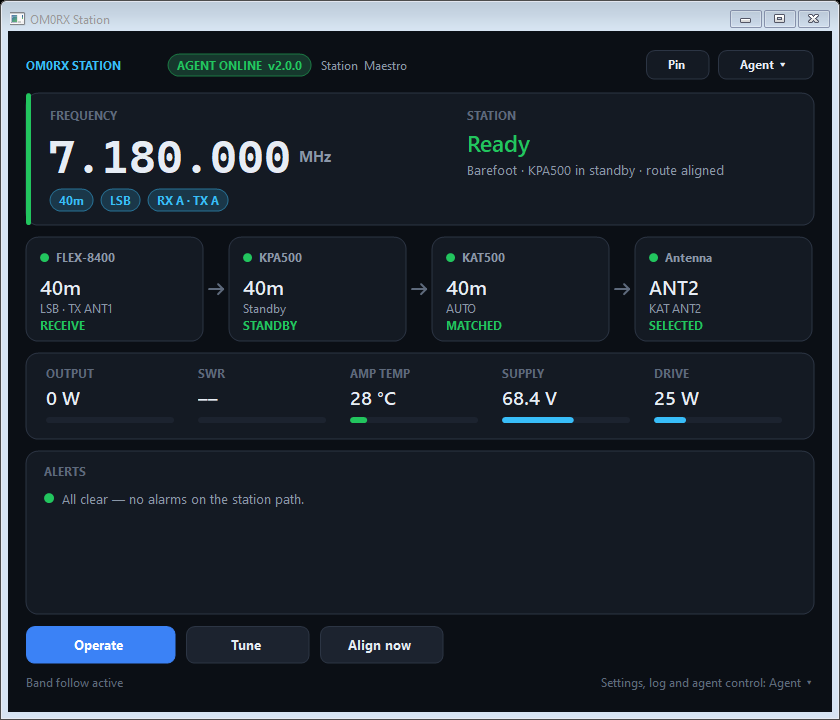 OM0RX Station
OM0RX STATION AGENT ONLINE v2.0.0 Station Maestro Pin Agent ▾
FREQUENCY STATION
7.180.000 MHz Ready
Barefoot · KPA500 in standby · route aligned
40m LSB RX A · TX A
FLEX-8400 → KPA500 → KAT500 → Antenna
40m 40m 40m ANT2
LSB · TX ANT1 Standby AUTO KAT ANT2
RECEIVE STANDBY MATCHED SELECTED
OUTPUT SWR AMP TEMP SUPPLY DRIVE
0 W — 28 °C 68.4 V 25 W
ALERTS
All clear — no alarms on the station path.
Operate Tune Align now
Band follow active Settings, log and agent control: Agent ▾